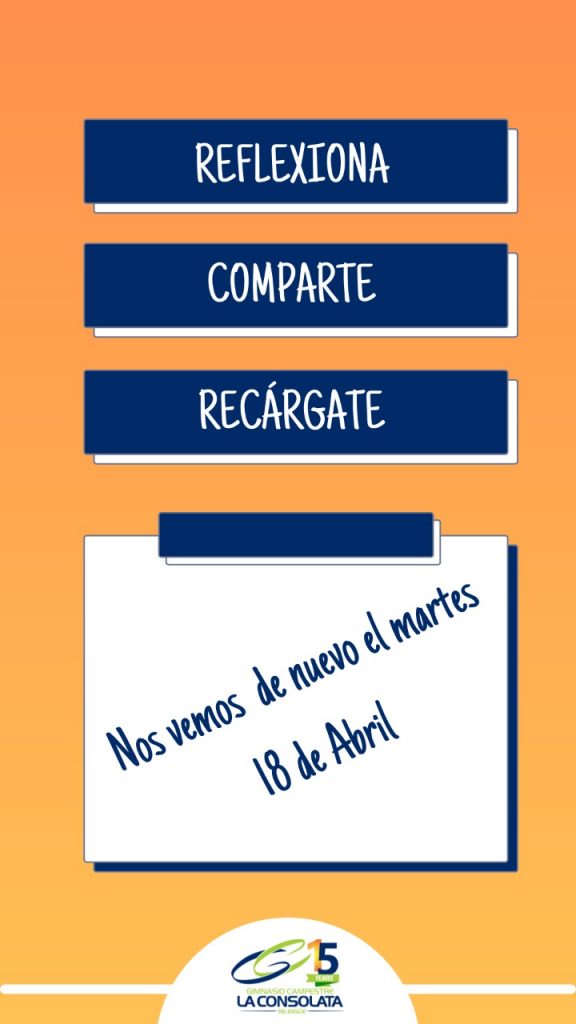 REFLEXIONA
COMPARTE
RECÁRGATE
Nos vemos de nuevo el martes
18 de Abril
15
YEARS
GIMNASIO CAMPESTRE
LA CONSOLATA
BILINGÜE